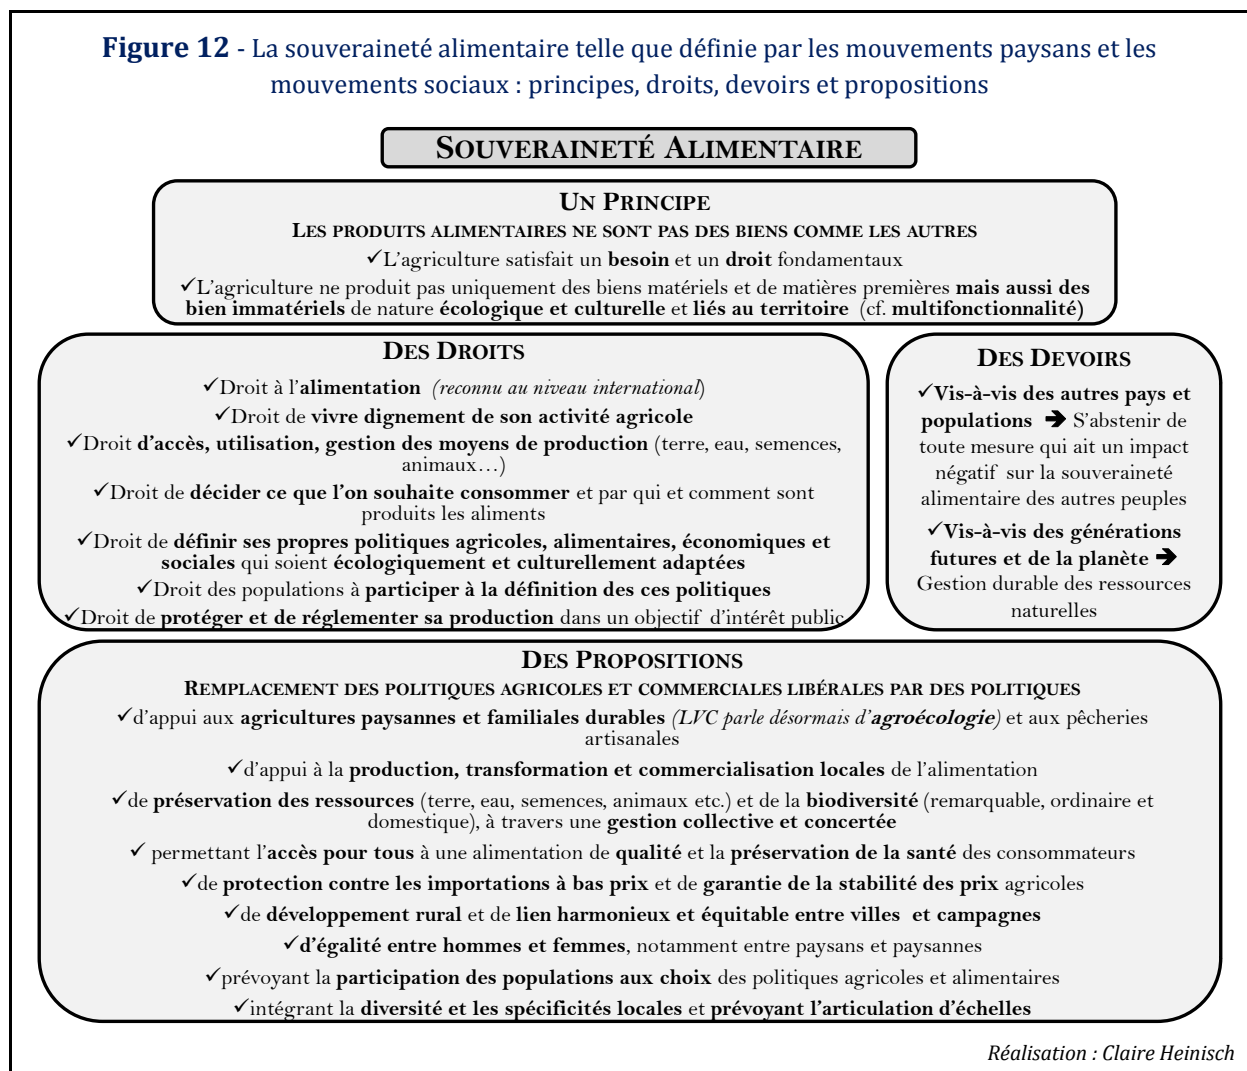 Figure 12 - La souveraineté alimentaire telle que définie par les mouvements paysans et les
mouvements sociaux : principes, droits, devoirs et propositions
SOUVERAINETÉ ALIMENTAIRE
UN PRINCIPE
LES PRODUITS ALIMENTAIRES NE SONT PAS DES BIENS COMME LES AUTRES
✓L'agriculture satisfait un besoin et un droit fondamentaux
✓L'agriculture ne produit pas uniquement des biens matériels et de matières premières mais aussi des
bien immatériels de nature écologique et culturelle et liés au territoire (cf. multifonctionnalité)
DES DROITS
✓Droit à l'alimentation (reconnu au niveau international)
✓Droit de vivre dignement de son activité agricole
✓Droit d'accès, utilisation, gestion des moyens de production (terre, eau, semences,
animaux…)
✓Droit de décider ce que l'on souhaite consommer et par qui et comment sont
produits les aliments
✓Droit de définir ses propres politiques agricoles, alimentaires, économiques et
sociales qui soient écologiquement et culturellement adaptées
✓Droit des populations à participer à la définition des ces politiques
✓Droit de protéger et de réglementer sa production dans un objectif d'intérêt public
DES DEVOIRS
✓Vis-à-vis des autres pays et
populations ➔ S'abstenir de
toute mesure qui ait un impact
négatif sur la souveraineté
alimentaire des autres peuples
✓Vis-à-vis des générations
futures et de la planète ➔
Gestion durable des ressources
naturelles
DES PROPOSITIONS
REMPLACEMENT DES POLITIQUES AGRICOLES ET COMMERCIALES LIBÉRALES PAR DES POLITIQUES
✓d'appui aux agricultures paysannes et familiales durables (LVC parle désormais d'agroécologie) et aux pêcheries
artisanales
✓d'appui à la production, transformation et commercialisation locales de l'alimentation
✓de préservation des ressources (terre, eau, semences, animaux etc.) et de la biodiversité (remarquable, ordinaire et
domestique), à travers une gestion collective et concertée
✓ permettant l'accès pour tous à une alimentation de qualité et la préservation de la santé des consommateurs
✓de protection contre les importations à bas prix et de garantie de la stabilité des prix agricoles
✓de développement rural et de lien harmonieux et équitable entre villes et campagnes
✓d'égalité entre hommes et femmes, notamment entre paysans et paysannes
✓prévoyant la participation des populations aux choix des politiques agricoles et alimentaires
✓intégrant la diversité et les spécificités locales et prévoyant l'articulation d'échelles
Réalisation : Claire Heinisch